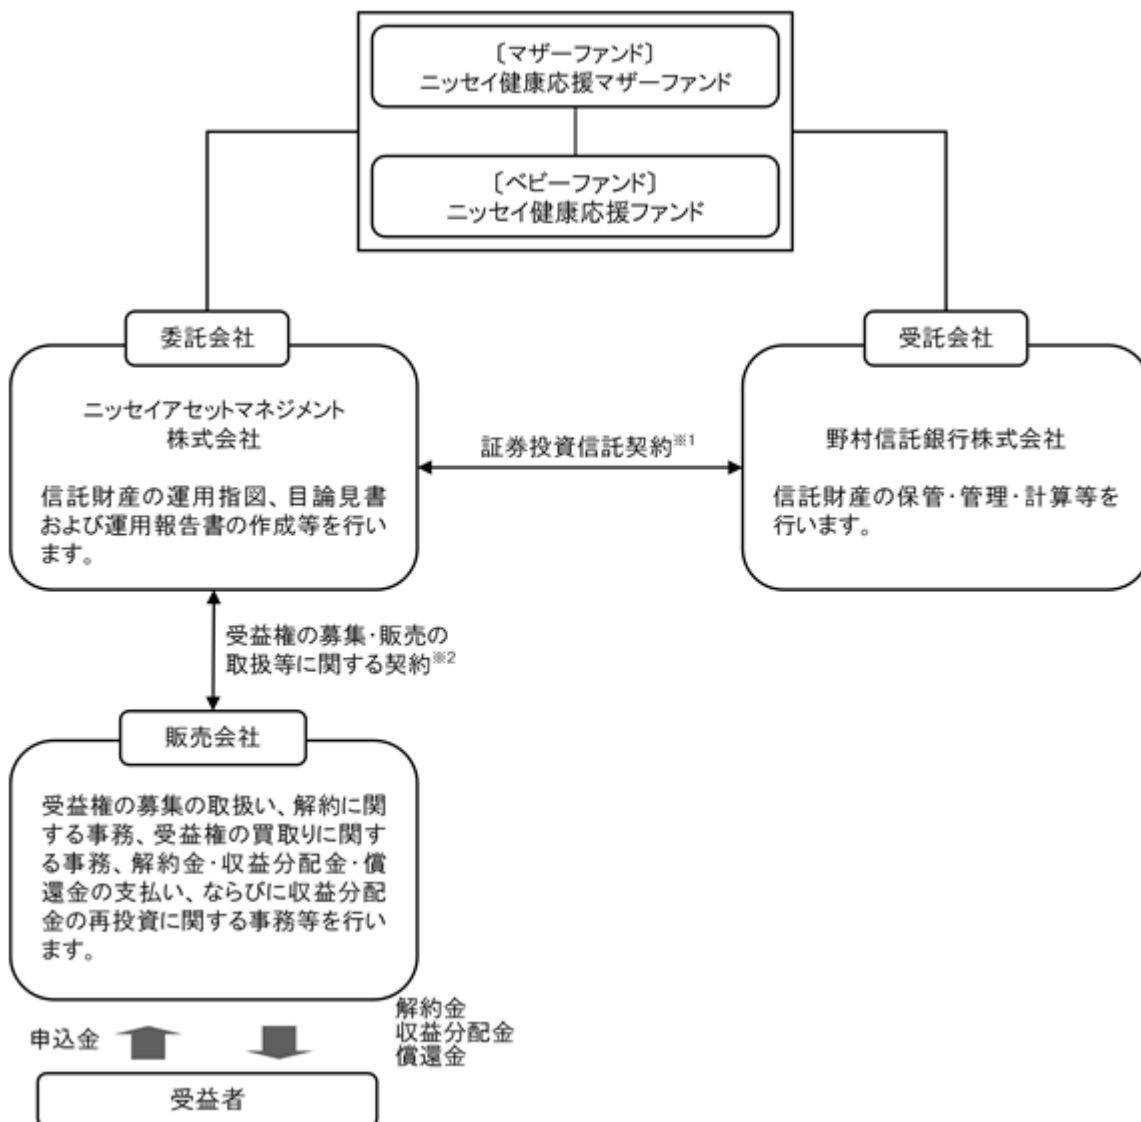 〔マザーファンド〕
ニッセイ健康応援マザーファンド
〔ベビーファンド〕
ニッセイ健康応援ファンド
委託会社
ニッセイアセットマネジメント
株式会社
信託財産の運用指図、目論見書
および運用報告書の作成等を行い
ます。
証券投資信託契約※1
受託会社
野村信託銀行株式会社
信託財産の保管・管理・計算等を
行います。
受益権の募集・販売の
取扱等に関する契約※2
販売会社
受益権の募集の取扱い、解約に関
する事務、受益権の買取りに関す
る事務、解約金・収益分配金・償
還金の支払い、ならびに収益分配
金の再投資に関する事務等を行い
ます。
申込金
解約金
収益分配金
償還金
受益者